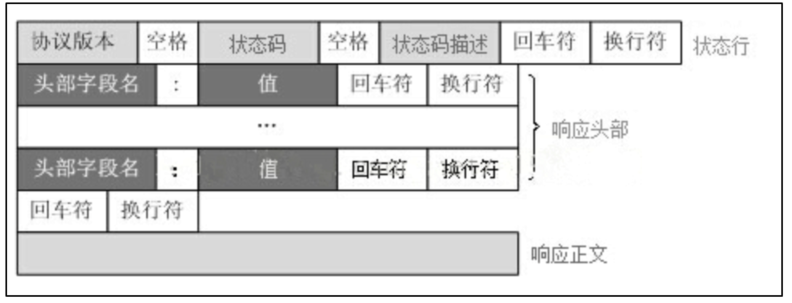 协议版本 空格 状态码 空格 状态码描述 回车符 换行符 状态行
头部字段名 : 值 回车符 换行符
... 响应头部
头部字段名 : 值 回车符 换行符
回车符 换行符
响应正文